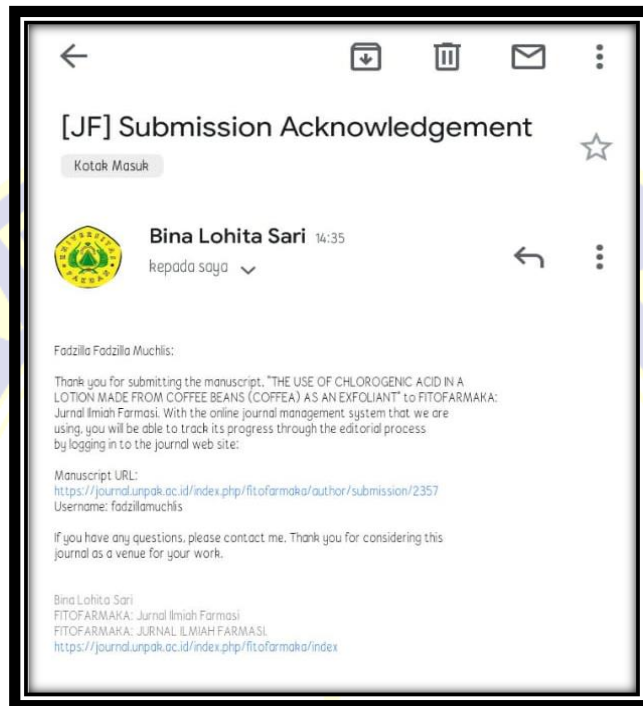 [JF] Submission Acknowledgement
Kotak Masuk
Bina Lohita Sari 14:35
kepada saya
Fadzilla Fadzilla Muchlis:
Thank you for submitting the manuscript, "THE USE OF CHLOROGENIC ACID IN A
LOTION MADE FROM COFFEE BEANS (COFFEA) AS AN EXFOLIANT" to FITOFARMAKA:
Jurnal Ilmiah Farmasi. With the online journal management system that we are
using, you will be able to track its progress through the editorial process
by logging in to the journal web site:
Manuscript URL:
https://journal.unpak.ac.id/index.php/fitofarmaka/author/submission/2357
Username: fadzillamuchlis
If you have any questions, please contact me. Thank you for considering this
journal as a venue for your work.
Bina Lohita Sari
FITOFARMAKA: Jurnal Ilmiah Farmasi
FITOFARMAKA: JURNAL ILMIAH FARMASI.
https://journal.unpak.ac.id/index.php/fitofarmaka/index